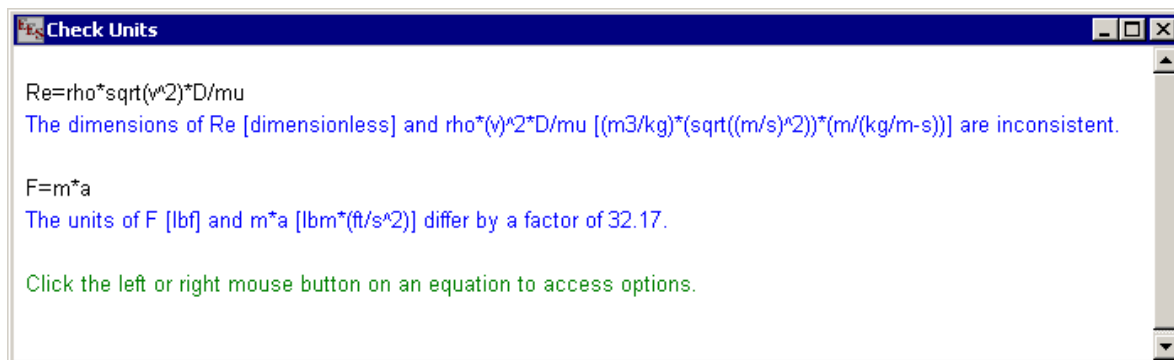 EES Check Units
Re=rho*sqrt(v^2)*D/mu
The dimensions of Re [dimensionless] and rho*(v)^2*D/mu [(m3/kg)*(sqrt((m/s)^2))*(m/(kg/m-s))] are inconsistent.
F=m*a
The units of F [lbf] and m*a [lbm*(ft/s^2)] differ by a factor of 32.17.
Click the left or right mouse button on an equation to access options.